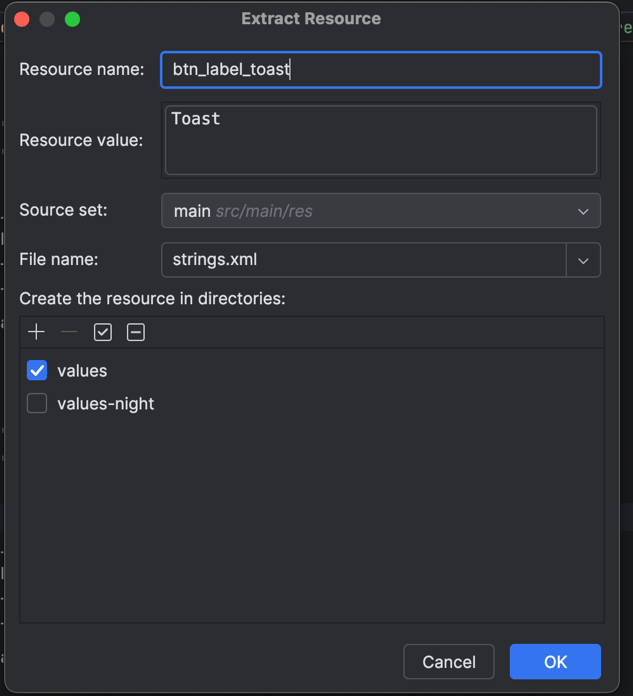 Extract Resource
Resource name: btn_label_toast
Resource value: Toast
Source set: main src/main/res
File name: strings.xml
Create the resource in directories:
values
values-night
Cancel OK